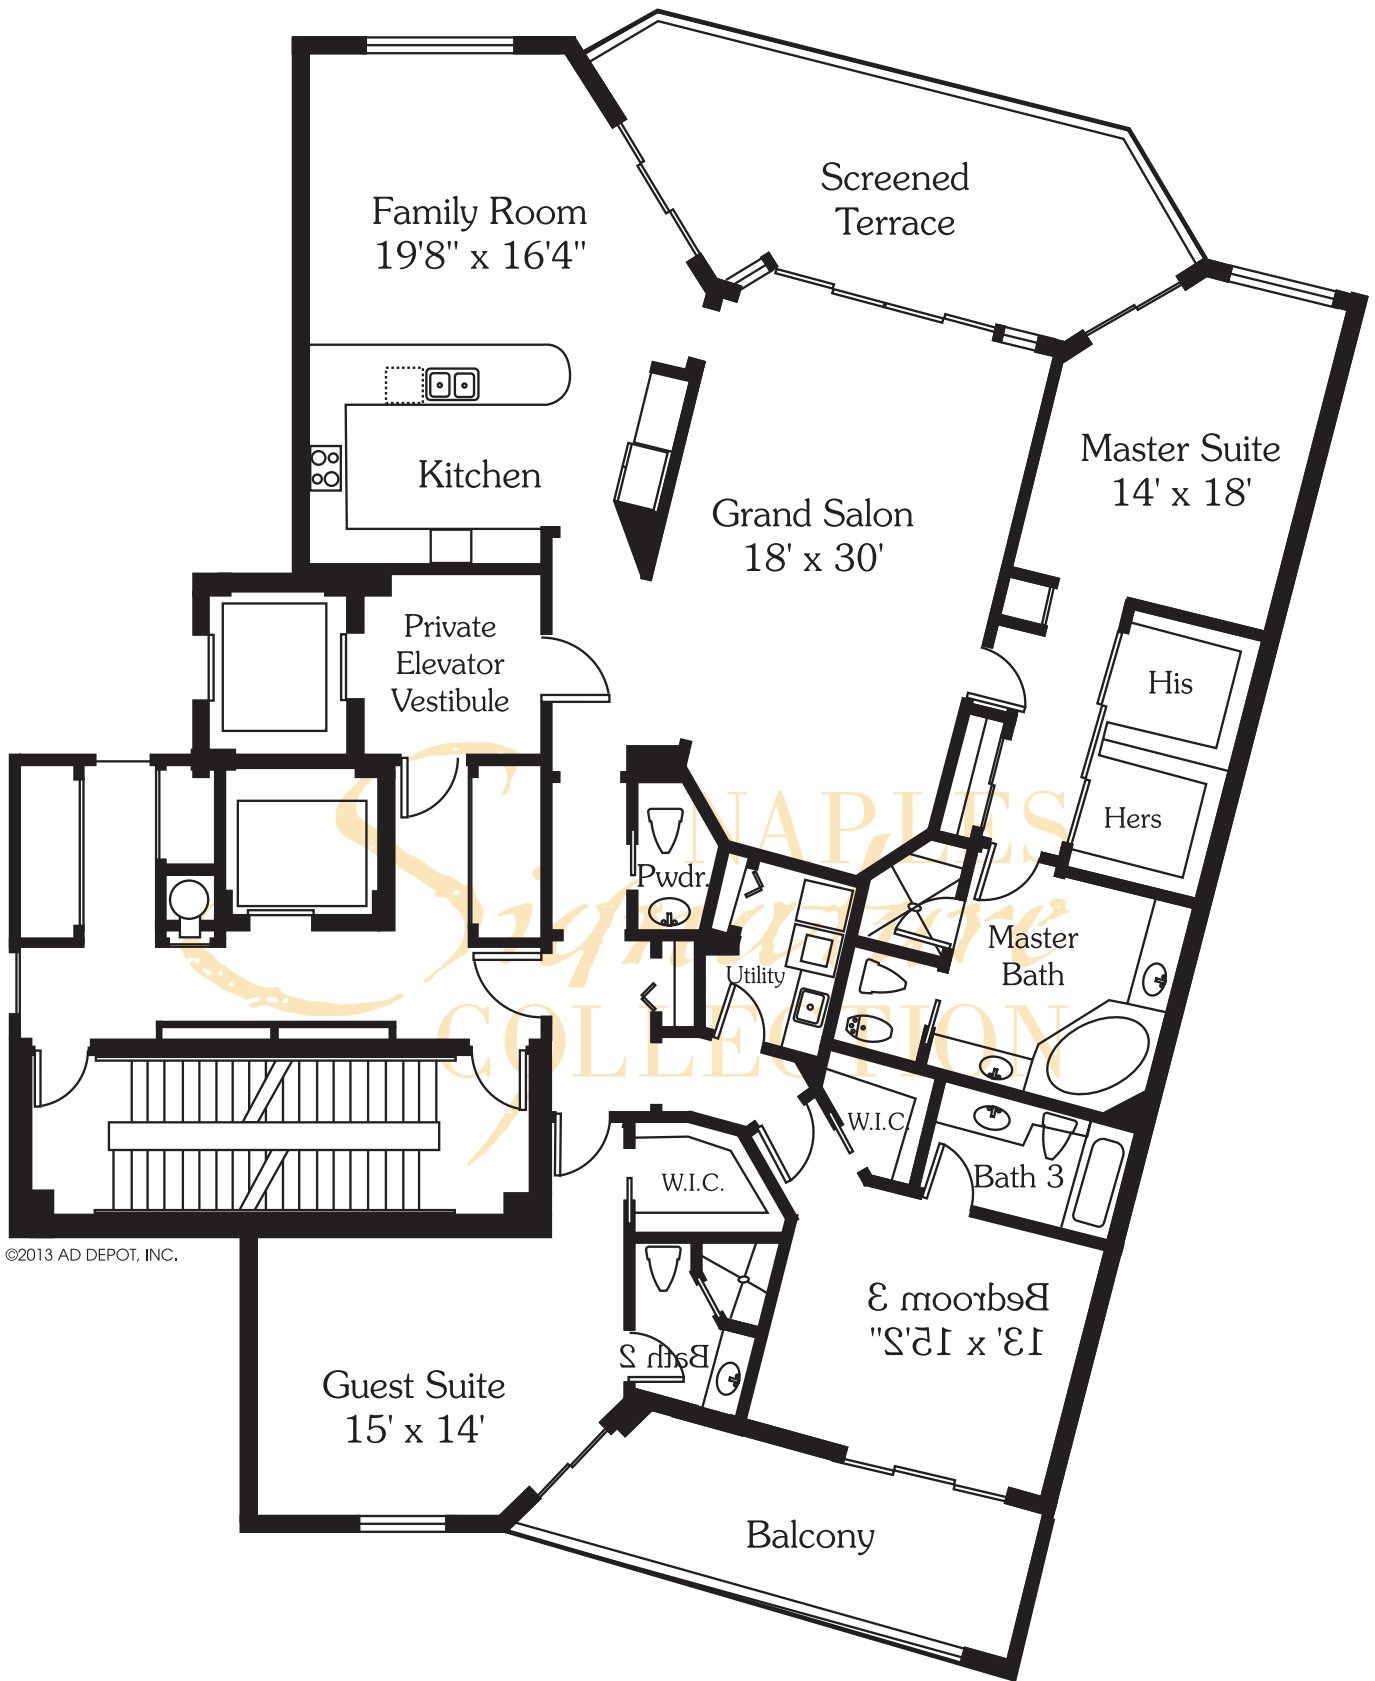 Screened
Terrace
Family Room
19'8" x 16'4"
Master Suite
14' x 18'
Kitchen
Grand Salon
18' x 30'
Private
Elevator
Vestibule
His
Hers
NAPLES
Signature
COLLECTION
Pwdr.
Utility
Master
Bath
W.I.C.
W.I.C.
Bath 3
©2013 AD DEPOT, INC.
Bedroom 3
13' x 15'2"
Bath 2
Guest Suite
15' x 14'
Balcony